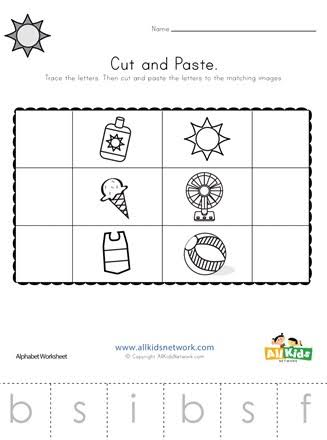 Name
Cut and Paste.
Trace the letters. Then cut and paste the letters to the matching images
www.allkidsnetwork.com
© Copyright AllKidsNetwork.com
Alphabet Worksheet
All Kids
NETWORK
b s i b s f